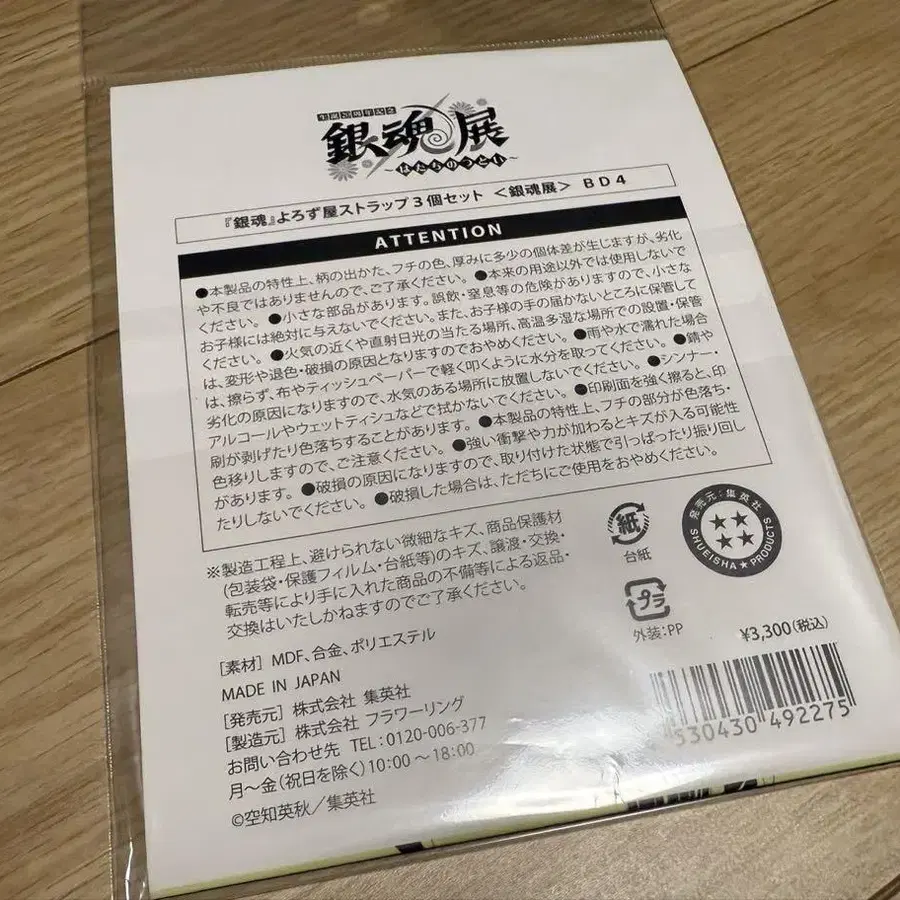 生誕20周年記念
銀魂展
～はたちのつどい～
『銀魂』よろず屋ストラップ3個セット <銀魂展> BD4
ATTENTION
●本製品の特性上、柄の出かた、フチの色、厚みに多少の個体差が生じますが、劣化
や不良ではありませんので、ご了承ください。 ●本来の用途以外では使用しないで
ください。 ●小さな部品があります。誤飲・窒息等の危険がありますので、小さな
お子様には絶対に与えないでください。また、お子様の手の届かないところに保管して
ください。 ●火気の近くや直射日光の当たる場所、高温多湿な場所での設置・保管
は、変形や退色・破損の原因となりますのでおやめください。 ●雨や水で濡れた場合
は、擦らず、布やティッシュペーパーで軽く叩くように水分を取ってください。 ●錆や
劣化の原因になりますので、水気のある場所に放置しないでください。 ●シンナー・
アルコールやウェットティシュなどで拭かないでください。 ●印刷面を強く擦ると、印
刷が剥げたり色落ちすることがあります。 ●本製品の特性上、フチの部分が色落ち・
色移りしますので、ご注意ください。 ●強い衝撃や力が加わるとキズが入る可能性
があります。 ●破損の原因になりますので、取り付けた状態で引っぱったり振り回し
たりしないでください。 ●破損した場合は、ただちにご使用をおやめください。
※製造工程上、避けられない微細なキズ、商品保護材
(包装袋・保護フィルム・台紙等)のキズ、譲渡・交換・
転売等により手に入れた商品の不備等による返品・
交換はいたしかねますのでご了承ください。
紙
台紙
プラ
外装:PP
発売元:集英社
SHUEISHA★PRODUCTS
[素材] MDF、合金、ポリエステル
MADE IN JAPAN
[発売元] 株式会社 集英社
[製造元] 株式会社 フラワーリング
お問い合わせ先 TEL:0120-006-377
月～金(祝日を除く)10:00～18:00
©空知英秋／集英社
¥3,300(税込)
530430 492275